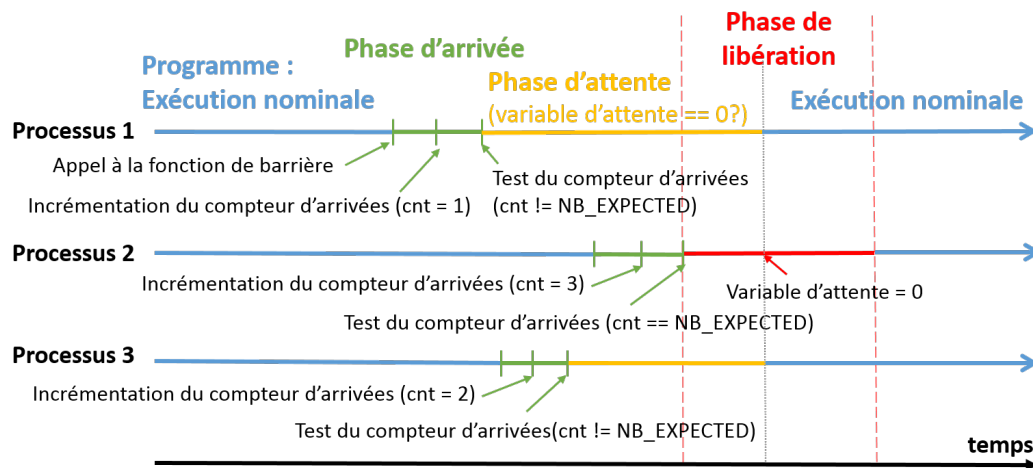 Phase d'arrivée
Phase de
libération
Programme :
Exécution nominale
Phase d'attente
(variable d'attente == 0?)
Exécution nominale
Processus 1
Appel à la fonction de barrière
Test du compteur d'arrivées
(cnt != NB_EXPECTED)
Incrémentation du compteur d'arrivées (cnt = 1)
Processus 2
Incrémentation du compteur d'arrivées (cnt = 3)
Variable d'attente = 0
Test du compteur d'arrivées (cnt == NB_EXPECTED)
Processus 3
Incrémentation du compteur d'arrivées (cnt = 2)
Test du compteur d'arrivées(cnt != NB_EXPECTED)
temps